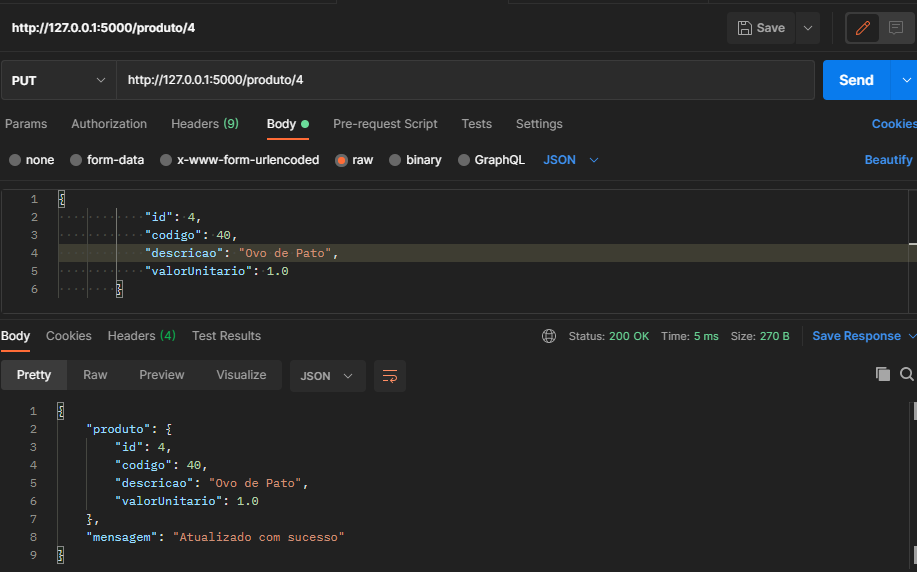 http://127.0.0.1:5000/produto/4
Save
PUT
http://127.0.0.1:5000/produto/4
Send
Params Authorization Headers (9) Body Pre-request Script Tests Settings Cookies
none form-data x-www-form-urlencoded raw binary GraphQL JSON Beautify
1 {
2 "id": 4,
3 "codigo": 40,
4 "descricao": "Ovo de Pato",
5 "valorUnitario": 1.0
6 }
Body Cookies Headers (4) Test Results Status: 200 OK Time: 5 ms Size: 270 B Save Response
Pretty Raw Preview Visualize JSON
1 {
2 "produto": {
3 "id": 4,
4 "codigo": 40,
5 "descricao": "Ovo de Pato",
6 "valorUnitario": 1.0
7 },
8 "mensagem": "Atualizado com sucesso"
9 }